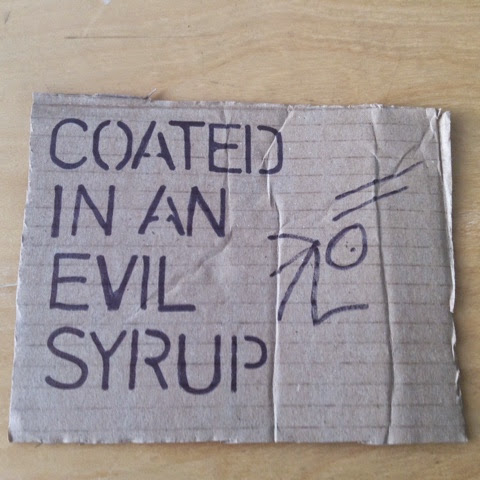 COATED
IN AN
EVIL
SYRUP